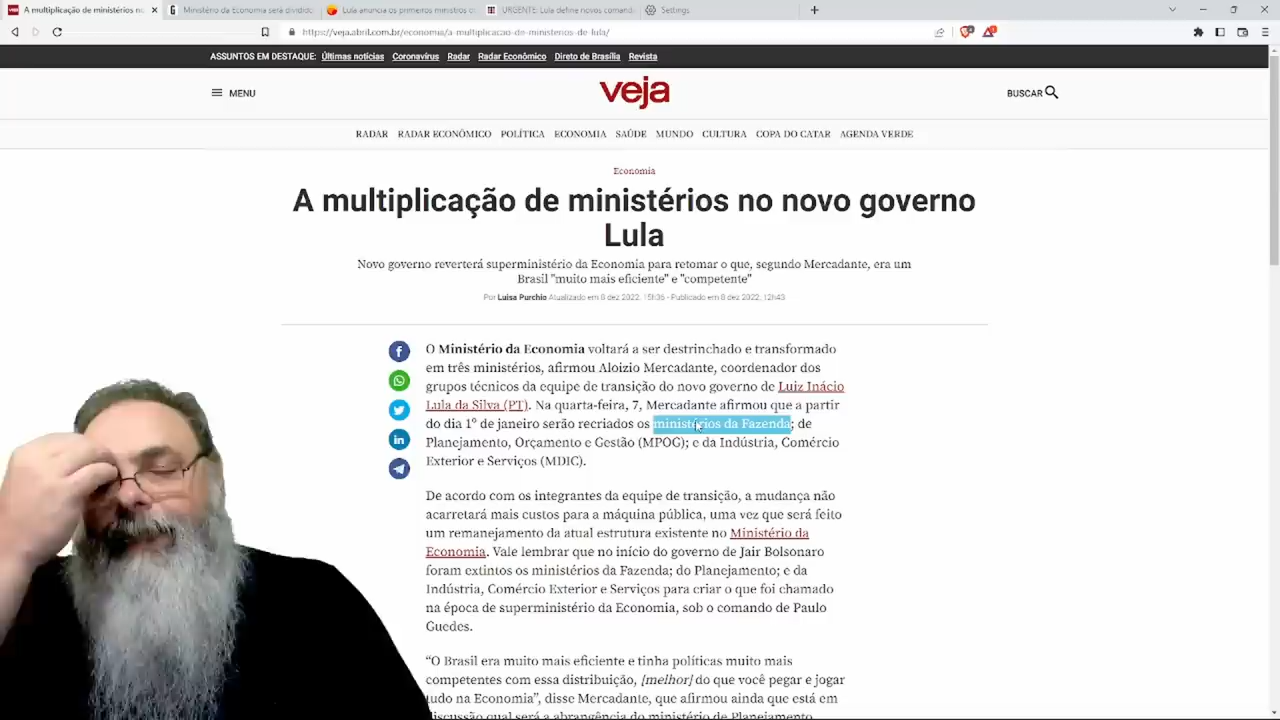 A multiplicação de ministérios no
Ministério da Economia será dividido
Lula anuncia os primeiros ministros
URGENTE: Lula define novos comand
Settings
https://veja.abril.com.br/economia/a-multiplicacao-de-ministerios-de-lula/
ASSUNTOS EM DESTAQUE: Últimas notícias Coronavírus Radar Radar Econômico Direto de Brasília Revista
MENU
veja
BUSCAR
RADAR RADAR ECONÔMICO POLÍTICA ECONOMIA SAÚDE MUNDO CULTURA COPA DO CATAR AGENDA VERDE
Economia
A multiplicação de ministérios no novo governo
Lula
Novo governo reverterá superministério da Economia para retomar o que, segundo Mercadante, era um
Brasil "muito mais eficiente" e "competente"
Por Luisa Purchio Atualizado em 8 dez 2022, 15h36 - Publicado em 8 dez 2022, 12h43
O Ministério da Economia voltará a ser destrinchado e transformado
em três ministérios, afirmou Aloizio Mercadante, coordenador dos
grupos técnicos da equipe de transição do novo governo de Luiz Inácio
Lula da Silva (PT). Na quarta-feira, 7, Mercadante afirmou que a partir
do dia 1º de janeiro serão recriados os ministérios da Fazenda; de
Planejamento, Orçamento e Gestão (MPOG); e da Indústria, Comércio
Exterior e Serviços (MDIC).
De acordo com os integrantes da equipe de transição, a mudança não
acarretará mais custos para a máquina pública, uma vez que será feito
um remanejamento da atual estrutura existente no Ministério da
Economia. Vale lembrar que no início do governo de Jair Bolsonaro
foram extintos os ministérios da Fazenda; do Planejamento; e da
Indústria, Comércio Exterior e Serviços para criar o que foi chamado
na época de superministério da Economia, sob o comando de Paulo
Guedes.
“O Brasil era muito mais eficiente e tinha políticas muito mais
competentes com essa distribuição, [melhor] do que você pegar e jogar
tudo na Economia”, disse Mercadante, que afirmou ainda que está em
discussão qual será a abrangência do ministério de Planejamento